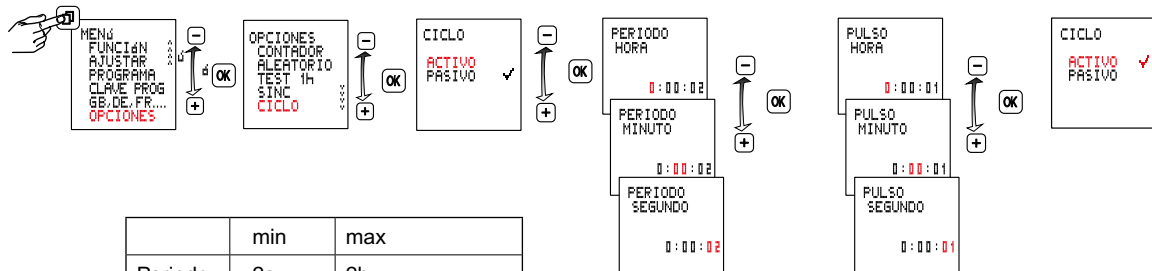 MENú
FUNCIóN
AJUSTAR
PROGRAMA
CLAVE PROG
GB,DE,FR....
OPCIONES
ó
ó
−
+
OK
OPCIONES
CONTADOR
ALEATORIO
TEST 1h
SINC
CICLO
−
+
OK
CICLO
ACTIVO
PASIVO ✓
−
+
OK
PERIODO
HORA
0:00:02
PERIODO
MINUTO
0:00:02
PERIODO
SEGUNDO
0:00:02
−
+
OK
PULSO
HORA
0:00:01
PULSO
MINUTO
0:00:01
PULSO
SEGUNDO
0:00:01
−
+
OK
CICLO
ACTIVO ✓
PASIVO
min max